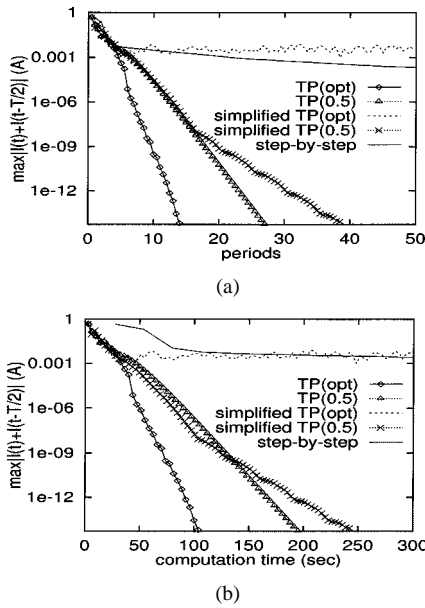 max|I(t)+I(t-T/2)| (A)
1
0.001
1e-06
1e-09
1e-12
TP(opt)
TP(0.5)
simplified TP(opt)
simplified TP(0.5)
step-by-step
0 10 20 30 40 50
periods
(a)
max|I(t)+I(t-T/2)| (A)
1
0.001
1e-06
1e-09
1e-12
TP(opt)
TP(0.5)
simplified TP(opt)
simplified TP(0.5)
step-by-step
0 50 100 150 200 250 300
computation time (sec)
(b)